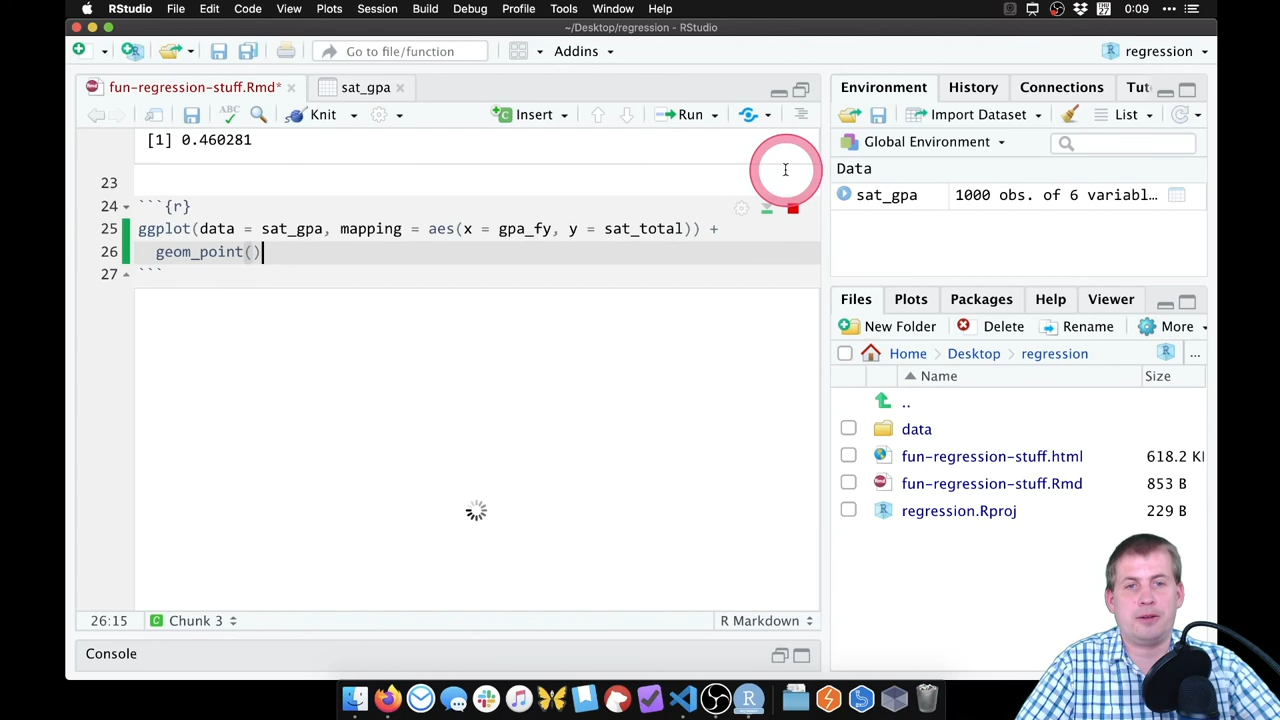 RStudio File Edit Code View Plots Session Build Debug Profile Tools Window Help THU 27 0:09
~/Desktop/regression - RStudio
Go to file/function Addins regression
fun-regression-stuff.Rmd* sat_gpa Environment History Connections Tut
ABC Knit Insert Run Import Dataset List
[1] 0.460281 Global Environment
Data
23 sat_gpa 1000 obs. of 6 variabl…
24 ```{r}
25 ggplot(data = sat_gpa, mapping = aes(x = gpa_fy, y = sat_total)) +
26 geom_point()
27 ```
Files Plots Packages Help Viewer
New Folder Delete Rename More
Home Desktop regression ...
Name Size
..
data
fun-regression-stuff.html 618.2 K
fun-regression-stuff.Rmd 853 B
regression.Rproj 229 B
26:15 Chunk 3 R Markdown
Console